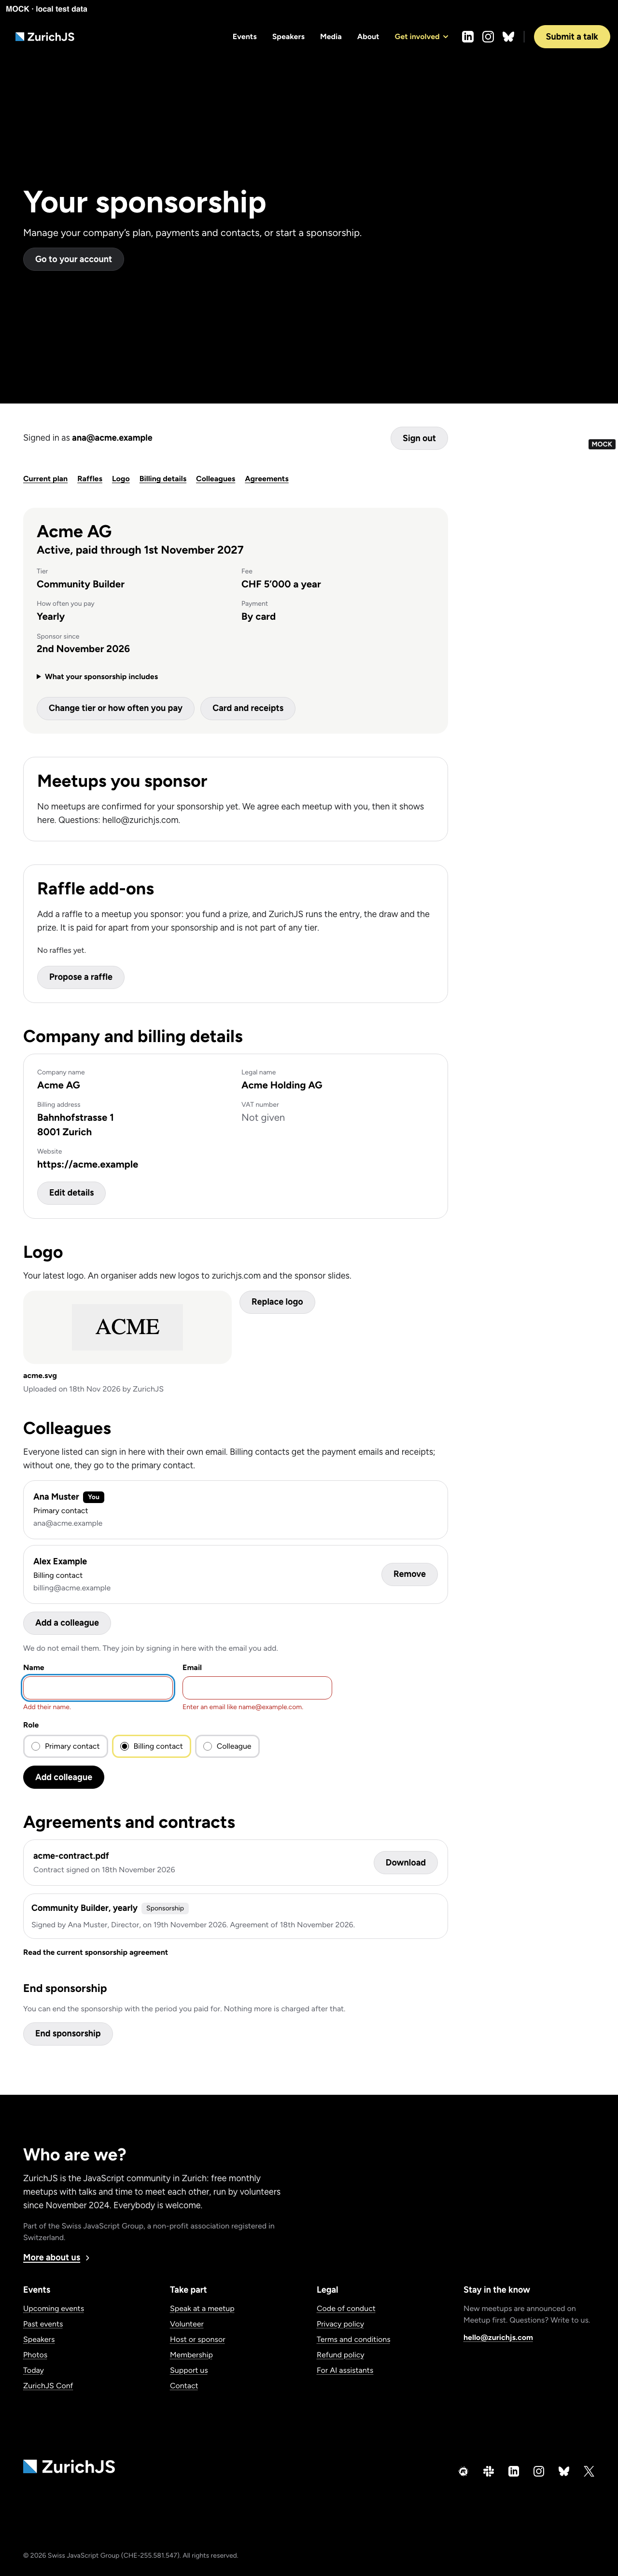 MOCK · local test data
ZurichJS
Events
Speakers
Media
About
Get involved
Submit a talk
Your sponsorship
Manage your company's plan, payments and contacts, or start a sponsorship.
Go to your account
Signed in as ana@acme.example
Sign out
MOCK
Current plan
Raffles
Logo
Billing details
Colleagues
Agreements
Acme AG
Active, paid through 1st November 2027
Tier
Community Builder
Fee
CHF 5'000 a year
How often you pay
Yearly
Payment
By card
Sponsor since
2nd November 2026
What your sponsorship includes
Change tier or how often you pay
Card and receipts
Meetups you sponsor
No meetups are confirmed for your sponsorship yet. We agree each meetup with you, then it shows
here. Questions: hello@zurichjs.com.
Raffle add-ons
Add a raffle to a meetup you sponsor: you fund a prize, and ZurichJS runs the entry, the draw and the
prize. It is paid for apart from your sponsorship and is not part of any tier.
No raffles yet.
Propose a raffle
Company and billing details
Company name
Acme AG
Legal name
Acme Holding AG
Billing address
Bahnhofstrasse 1
8001 Zurich
VAT number
Not given
Website
https://acme.example
Edit details
Logo
Your latest logo. An organiser adds new logos to zurichjs.com and the sponsor slides.
ACME
Replace logo
acme.svg
Uploaded on 18th Nov 2026 by ZurichJS
Colleagues
Everyone listed can sign in here with their own email. Billing contacts get the payment emails and receipts;
without one, they go to the primary contact.
Ana Muster You
Primary contact
ana@acme.example
Alex Example
Billing contact
billing@acme.example
Remove
Add a colleague
We do not email them. They join by signing in here with the email you add.
Name
Email
Add their name.
Enter an email like name@example.com.
Role
Primary contact
Billing contact
Colleague
Add colleague
Agreements and contracts
acme-contract.pdf
Contract signed on 18th November 2026
Download
Community Builder, yearly Sponsorship
Signed by Ana Muster, Director, on 19th November 2026. Agreement of 18th November 2026.
Read the current sponsorship agreement
End sponsorship
You can end the sponsorship with the period you paid for. Nothing more is charged after that.
End sponsorship
Who are we?
ZurichJS is the JavaScript community in Zurich: free monthly
meetups with talks and time to meet each other, run by volunteers
since November 2024. Everybody is welcome.
Part of the Swiss JavaScript Group, a non-profit association registered in
Switzerland.
More about us
Events
Upcoming events
Past events
Speakers
Photos
Today
ZurichJS Conf
Take part
Speak at a meetup
Volunteer
Host or sponsor
Membership
Support us
Contact
Legal
Code of conduct
Privacy policy
Terms and conditions
Refund policy
For AI assistants
Stay in the know
New meetups are announced on
Meetup first. Questions? Write to us.
hello@zurichjs.com
ZurichJS
© 2026 Swiss JavaScript Group (CHE-255.581.547). All rights reserved.